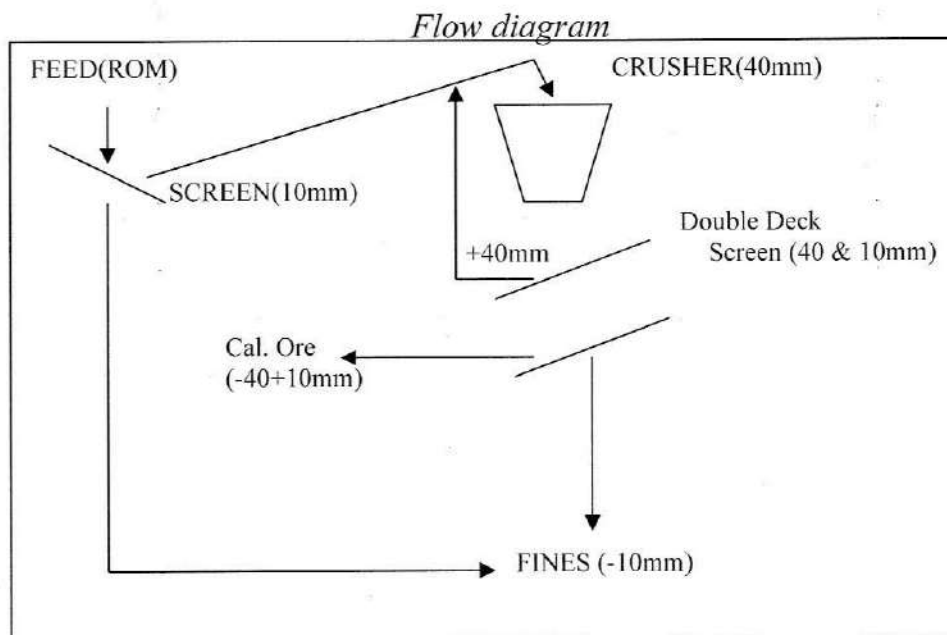 Flow diagram
FEED(ROM)
CRUSHER(40mm)
SCREEN(10mm)
Double Deck
Screen (40 & 10mm)
+40mm
Cal. Ore
(-40+10mm)
FINES (-10mm)